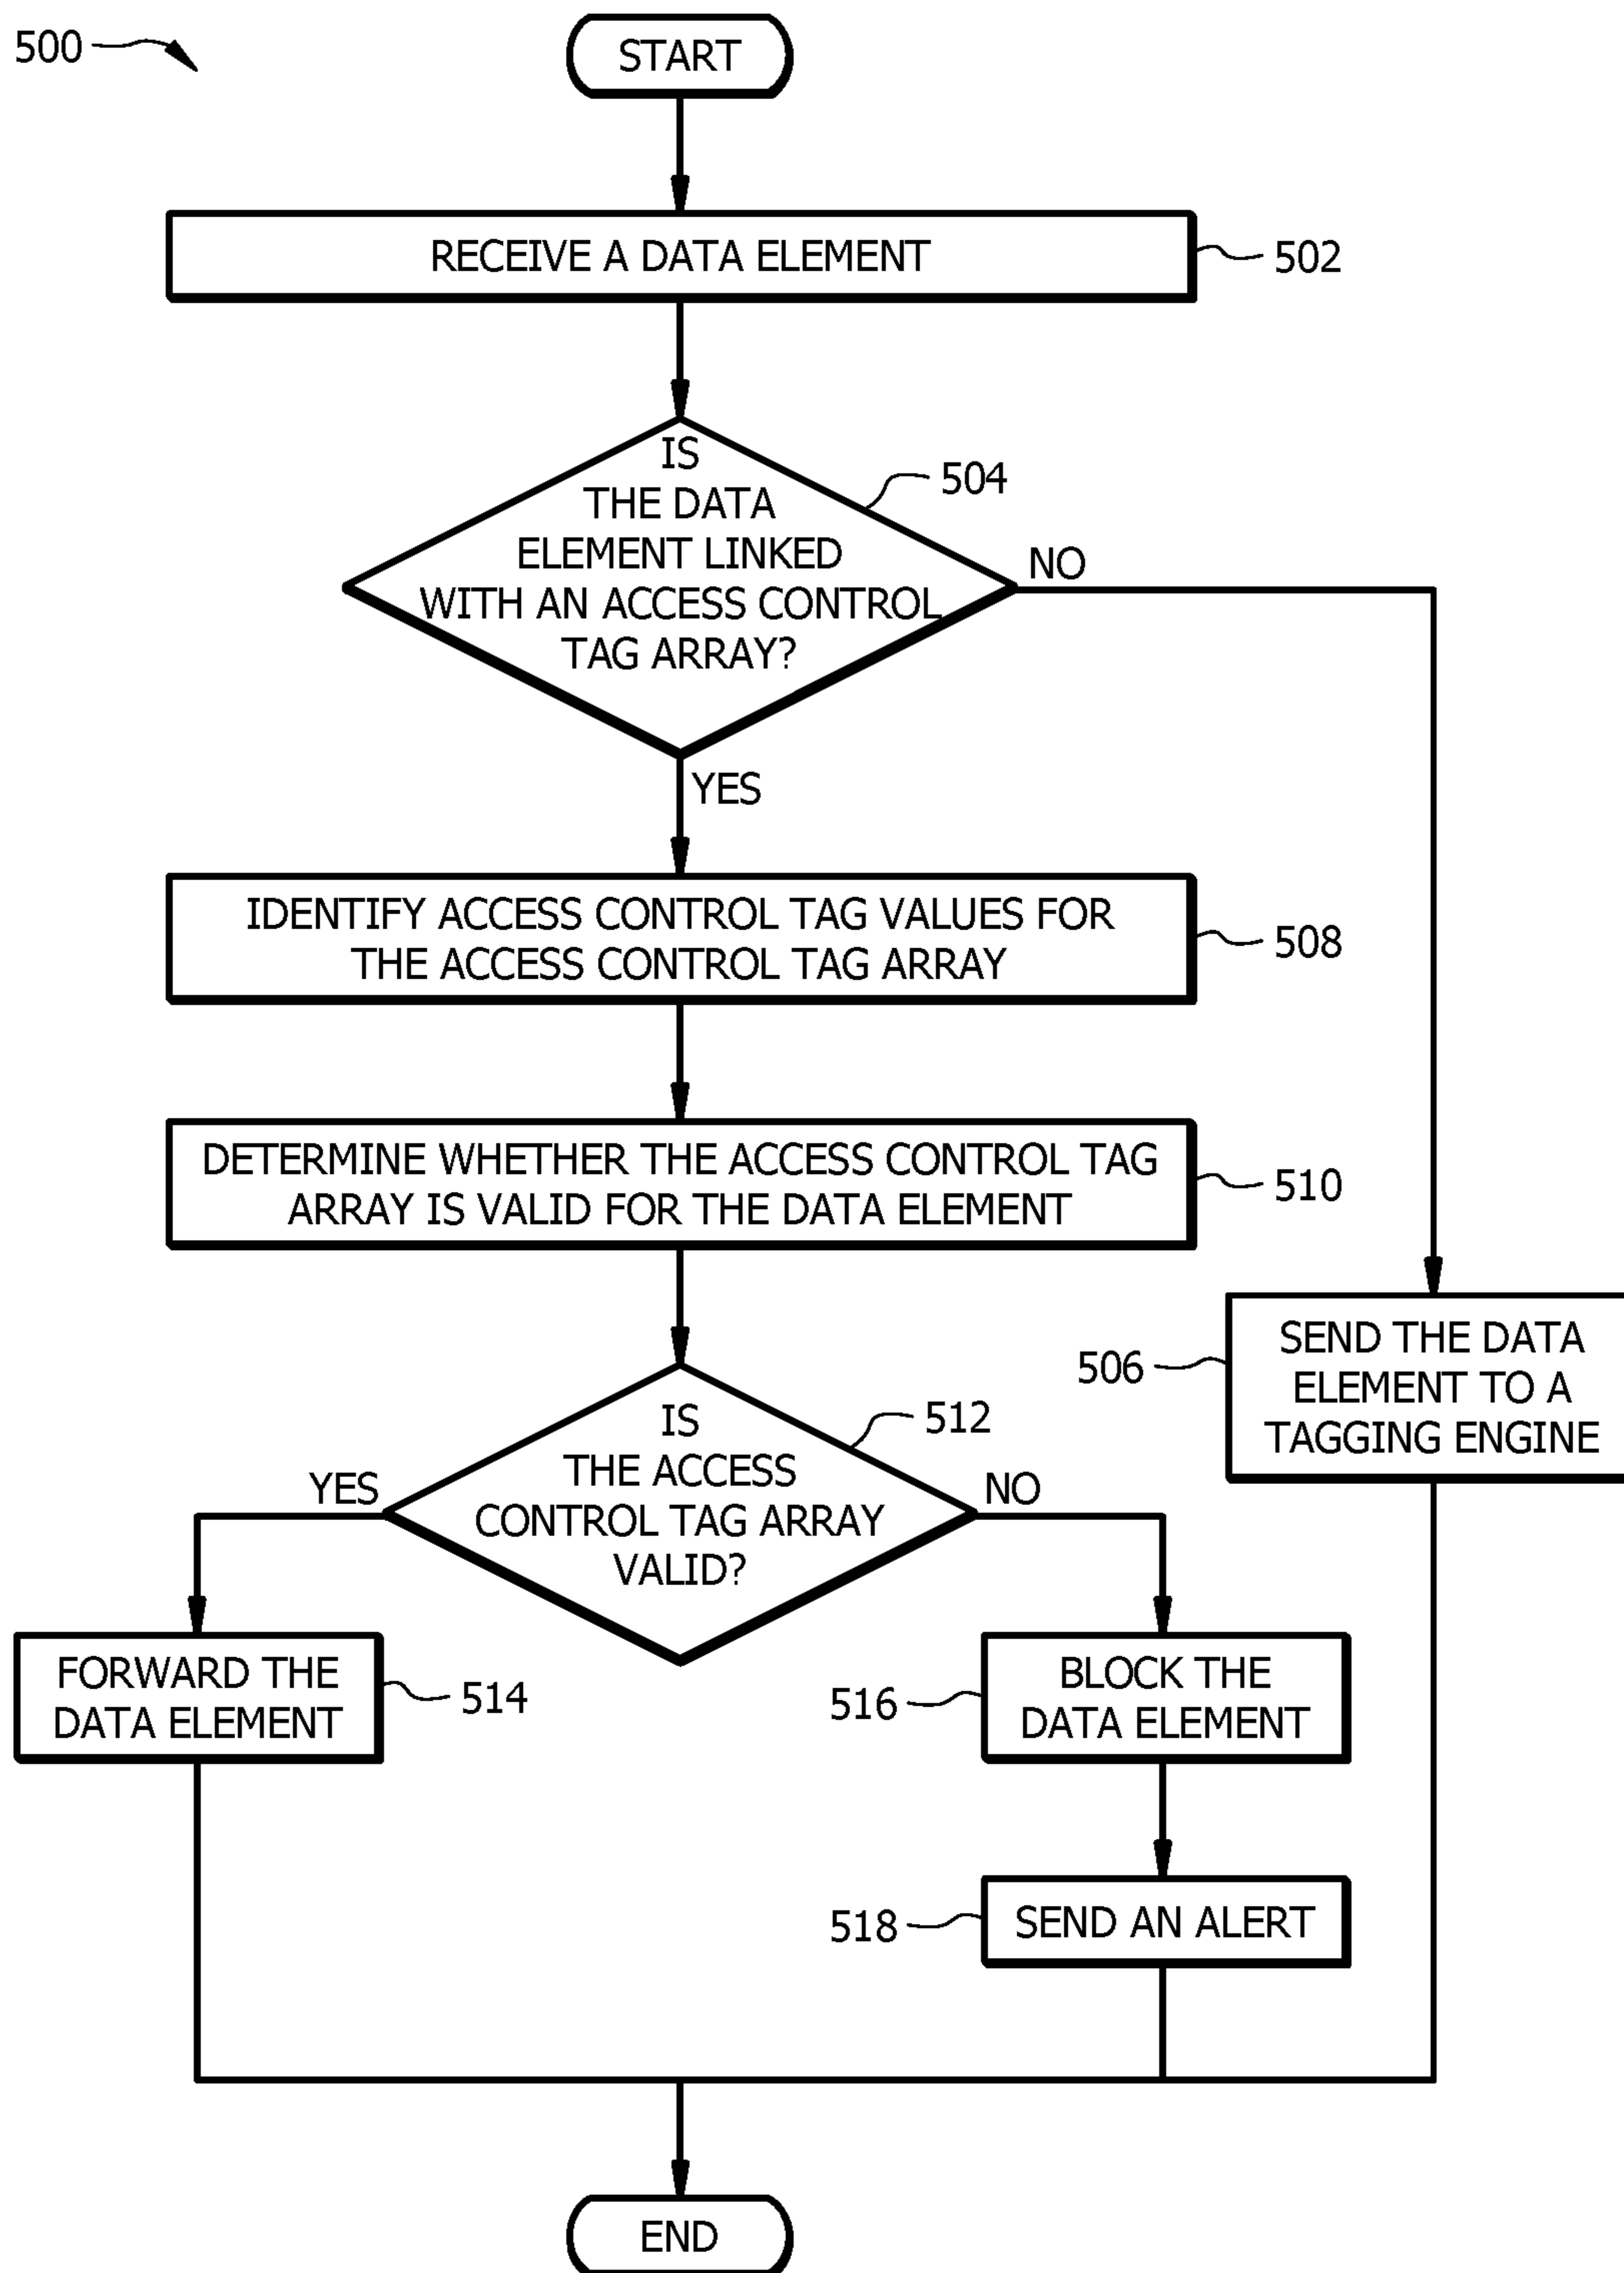 500
START
RECEIVE A DATA ELEMENT
502
IS
THE DATA
ELEMENT LINKED
WITH AN ACCESS CONTROL
TAG ARRAY?
504
NO
YES
IDENTIFY ACCESS CONTROL TAG VALUES FOR
THE ACCESS CONTROL TAG ARRAY
508
DETERMINE WHETHER THE ACCESS CONTROL TAG
ARRAY IS VALID FOR THE DATA ELEMENT
510
506
SEND THE DATA
ELEMENT TO A
TAGGING ENGINE
IS
THE ACCESS
CONTROL TAG ARRAY
VALID?
512
YES
NO
FORWARD THE
DATA ELEMENT
514
516
BLOCK THE
DATA ELEMENT
518
SEND AN ALERT
END